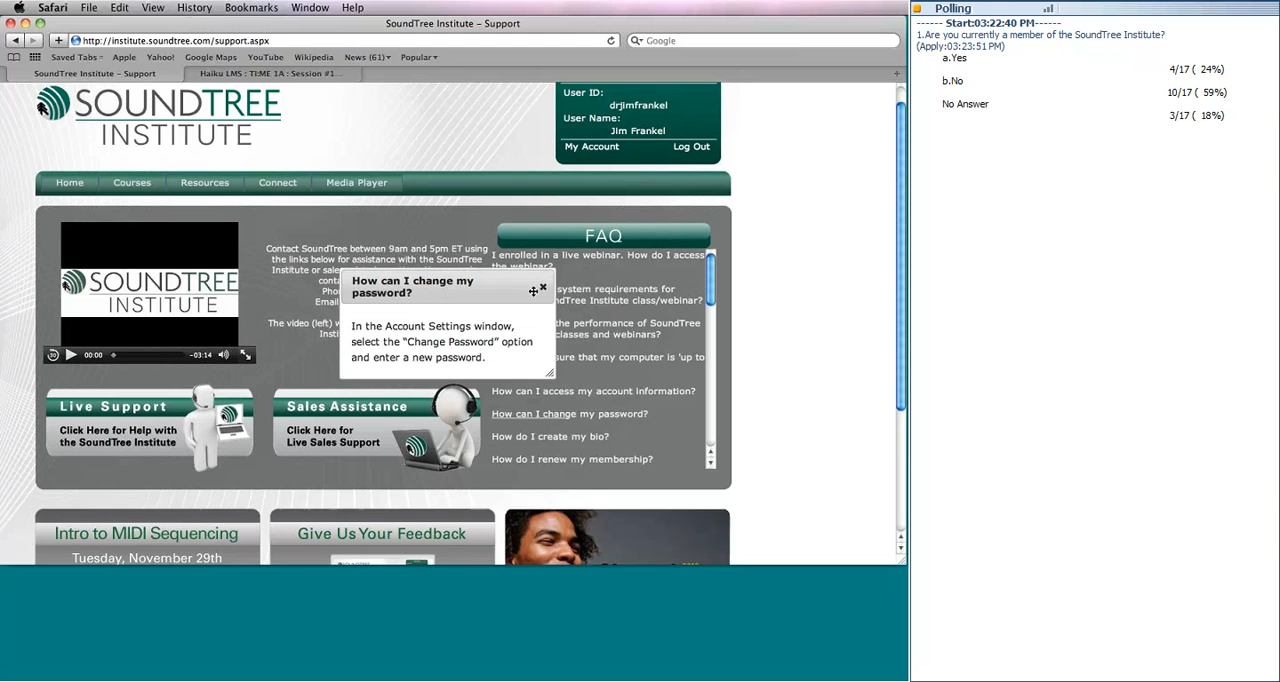 Safari File Edit View History Bookmarks Window Help
SoundTree Institute – Support
http://institute.soundtree.com/support.aspx
Google
Saved Tabs Apple Yahoo! Google Maps YouTube Wikipedia News (61) Popular
SoundTree Institute – Support
Haiku LMS : TI:ME 1A : Session #1...
SOUNDTREE
INSTITUTE
User ID:
drjimfrankel
User Name:
Jim Frankel
My Account Log Out
Home Courses Resources Connect Media Player
SOUNDTREE
INSTITUTE
00:00 -03:14
Contact SoundTree between 9am and 5pm ET using
the links below for assistance with the SoundTree
Institute or sale
conta
Pho
Email
The video (left) w
Insti
How can I change my
password?
In the Account Settings window,
select the “Change Password” option
and enter a new password.
FAQ
I enrolled in a live webinar. How do I access
the webinar?
system requirements for
ndTree Institute class/webinar?
the performance of SoundTree
classes and webinars?
sure that my computer is 'up to
How can I access my account information?
How can I change my password?
How do I create my bio?
How do I renew my membership?
Live Support
Click Here for Help with
the SoundTree Institute
Sales Assistance
Click Here for
Live Sales Support
Intro to MIDI Sequencing
Tuesday, November 29th
Give Us Your Feedback
Polling
------ Start:03:22:40 PM------
1.Are you currently a member of the SoundTree Institute?
(Apply:03:23:51 PM)
a.Yes
4/17 ( 24%)
b.No
10/17 ( 59%)
No Answer
3/17 ( 18%)